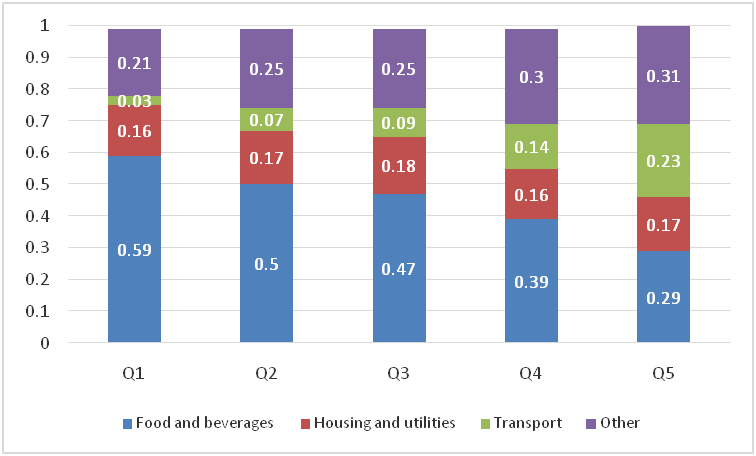 1
0.9
0.8
0.7
0.6
0.5
0.4
0.3
0.2
0.1
0
0.21 0.25 0.25 0.3 0.31
0.03 0.07 0.09 0.14 0.23
0.16 0.17 0.18 0.16 0.17
0.59 0.5 0.47 0.39 0.29
Q1 Q2 Q3 Q4 Q5
Food and beverages Housing and utilities Transport Other